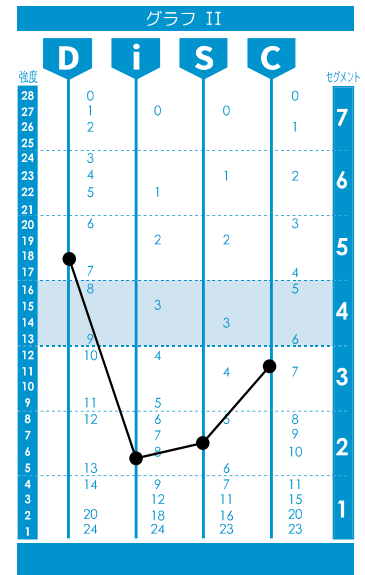 グラフ II
D i S C
強度 セグメント
28 0 0
27 1 0 0 7
26 2 1
25
24 3
23 4 1 2 6
22 5 1
21
20 6 3
19 2 2 5
18
17 7 4
16 8 5
15 3 4
14 3
13 9 6
12 10 4
11 4 7 3
10
9 11 5
8 12 6 5 8
7 7 9 2
6 8 10
5 13 6
4 14 9 7 11
3 12 11 15 1
2 20 18 16 20
1 24 24 23 23